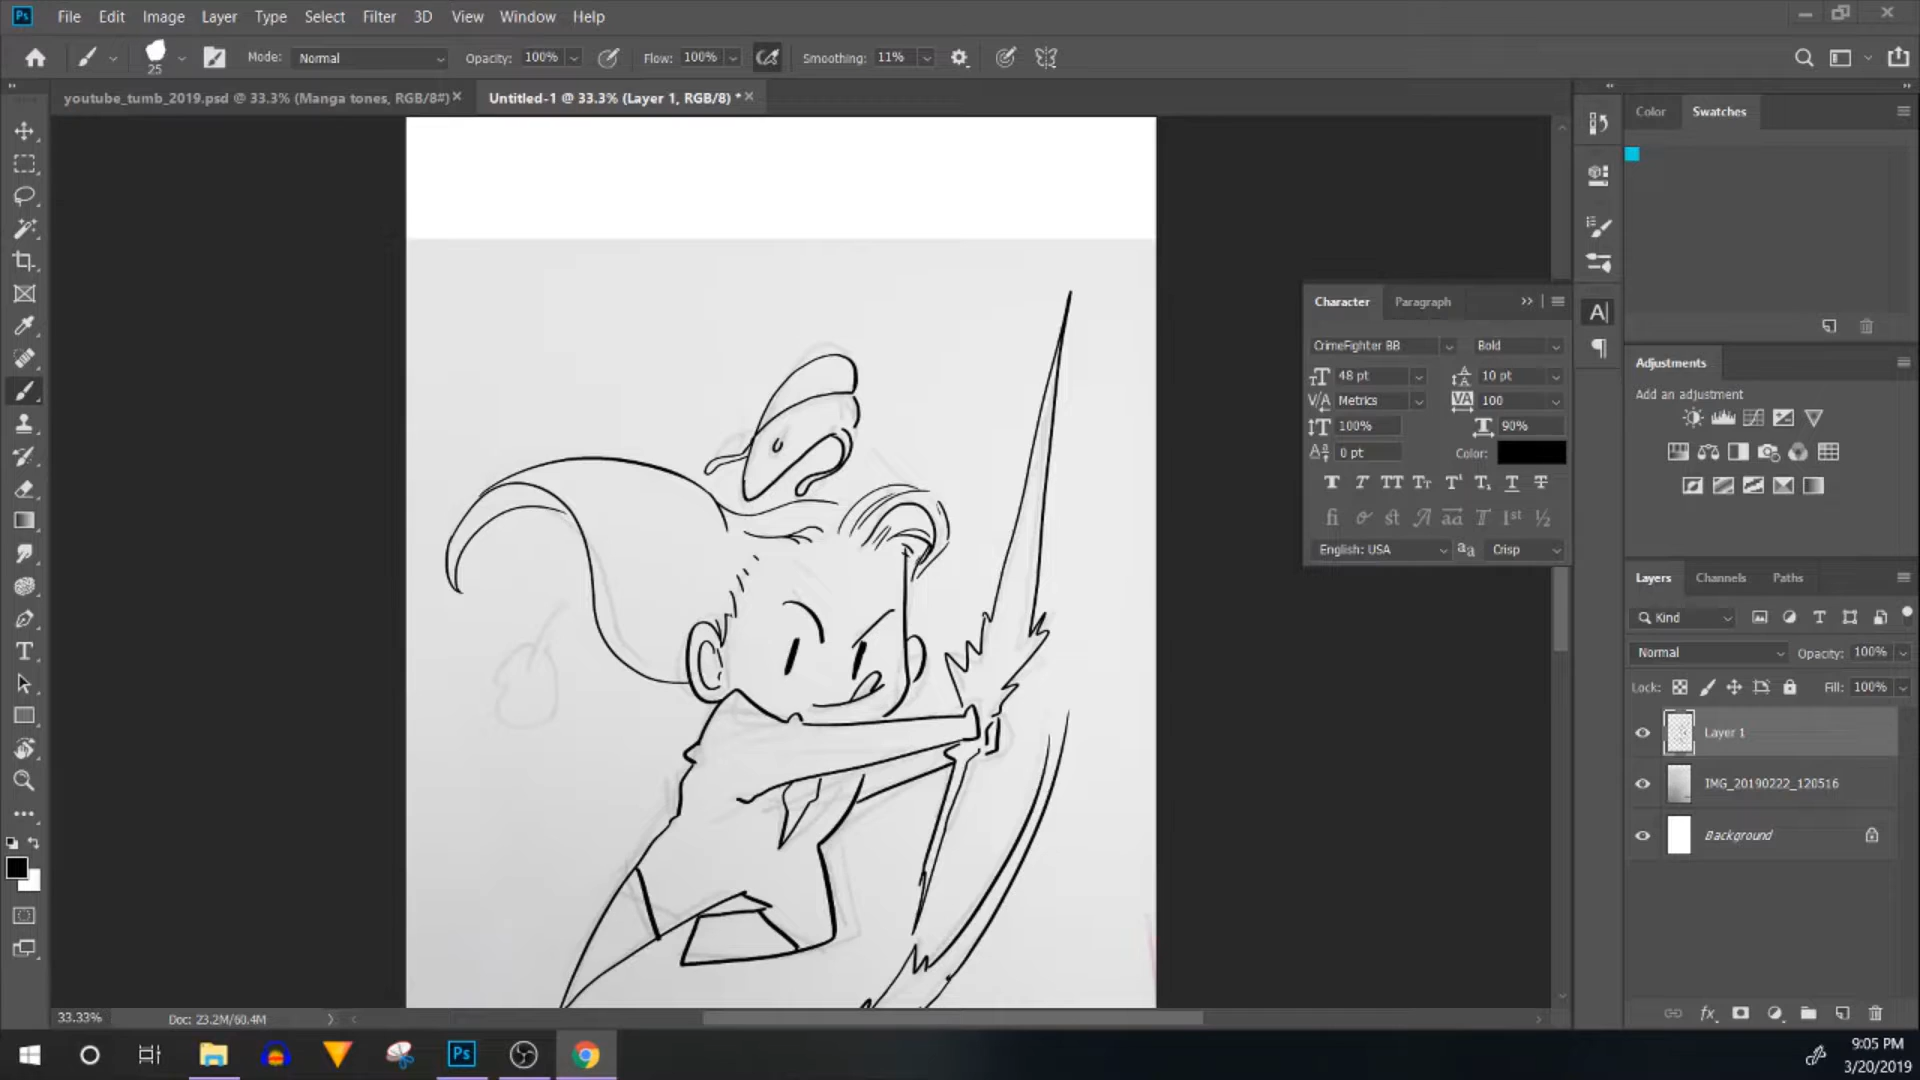 Ps File Edit Image Layer Type Select Filter 3D View Window Help
25 Mode: Normal Opacity: 100% Flow: 100% Smoothing: 11%
youtube_tumb_2019.psd @ 33.3% (Manga tones, RGB/8#) Untitled-1 @ 33.3% (Layer 1, RGB/8) *
Color Swatches
Character Paragraph
CrimeFighter BB Bold
48 pt 10 pt
Metrics 100
100% 90%
0 pt Color:
English: USA Crisp
Adjustments
Add an adjustment
Layers Channels Paths
Kind
Normal Opacity: 100%
Lock: Fill: 100%
Layer 1
IMG_20190222_120516
Background
33.33% Doc: 23.2M/60.4M
Ps
9:05 PM
3/20/2019